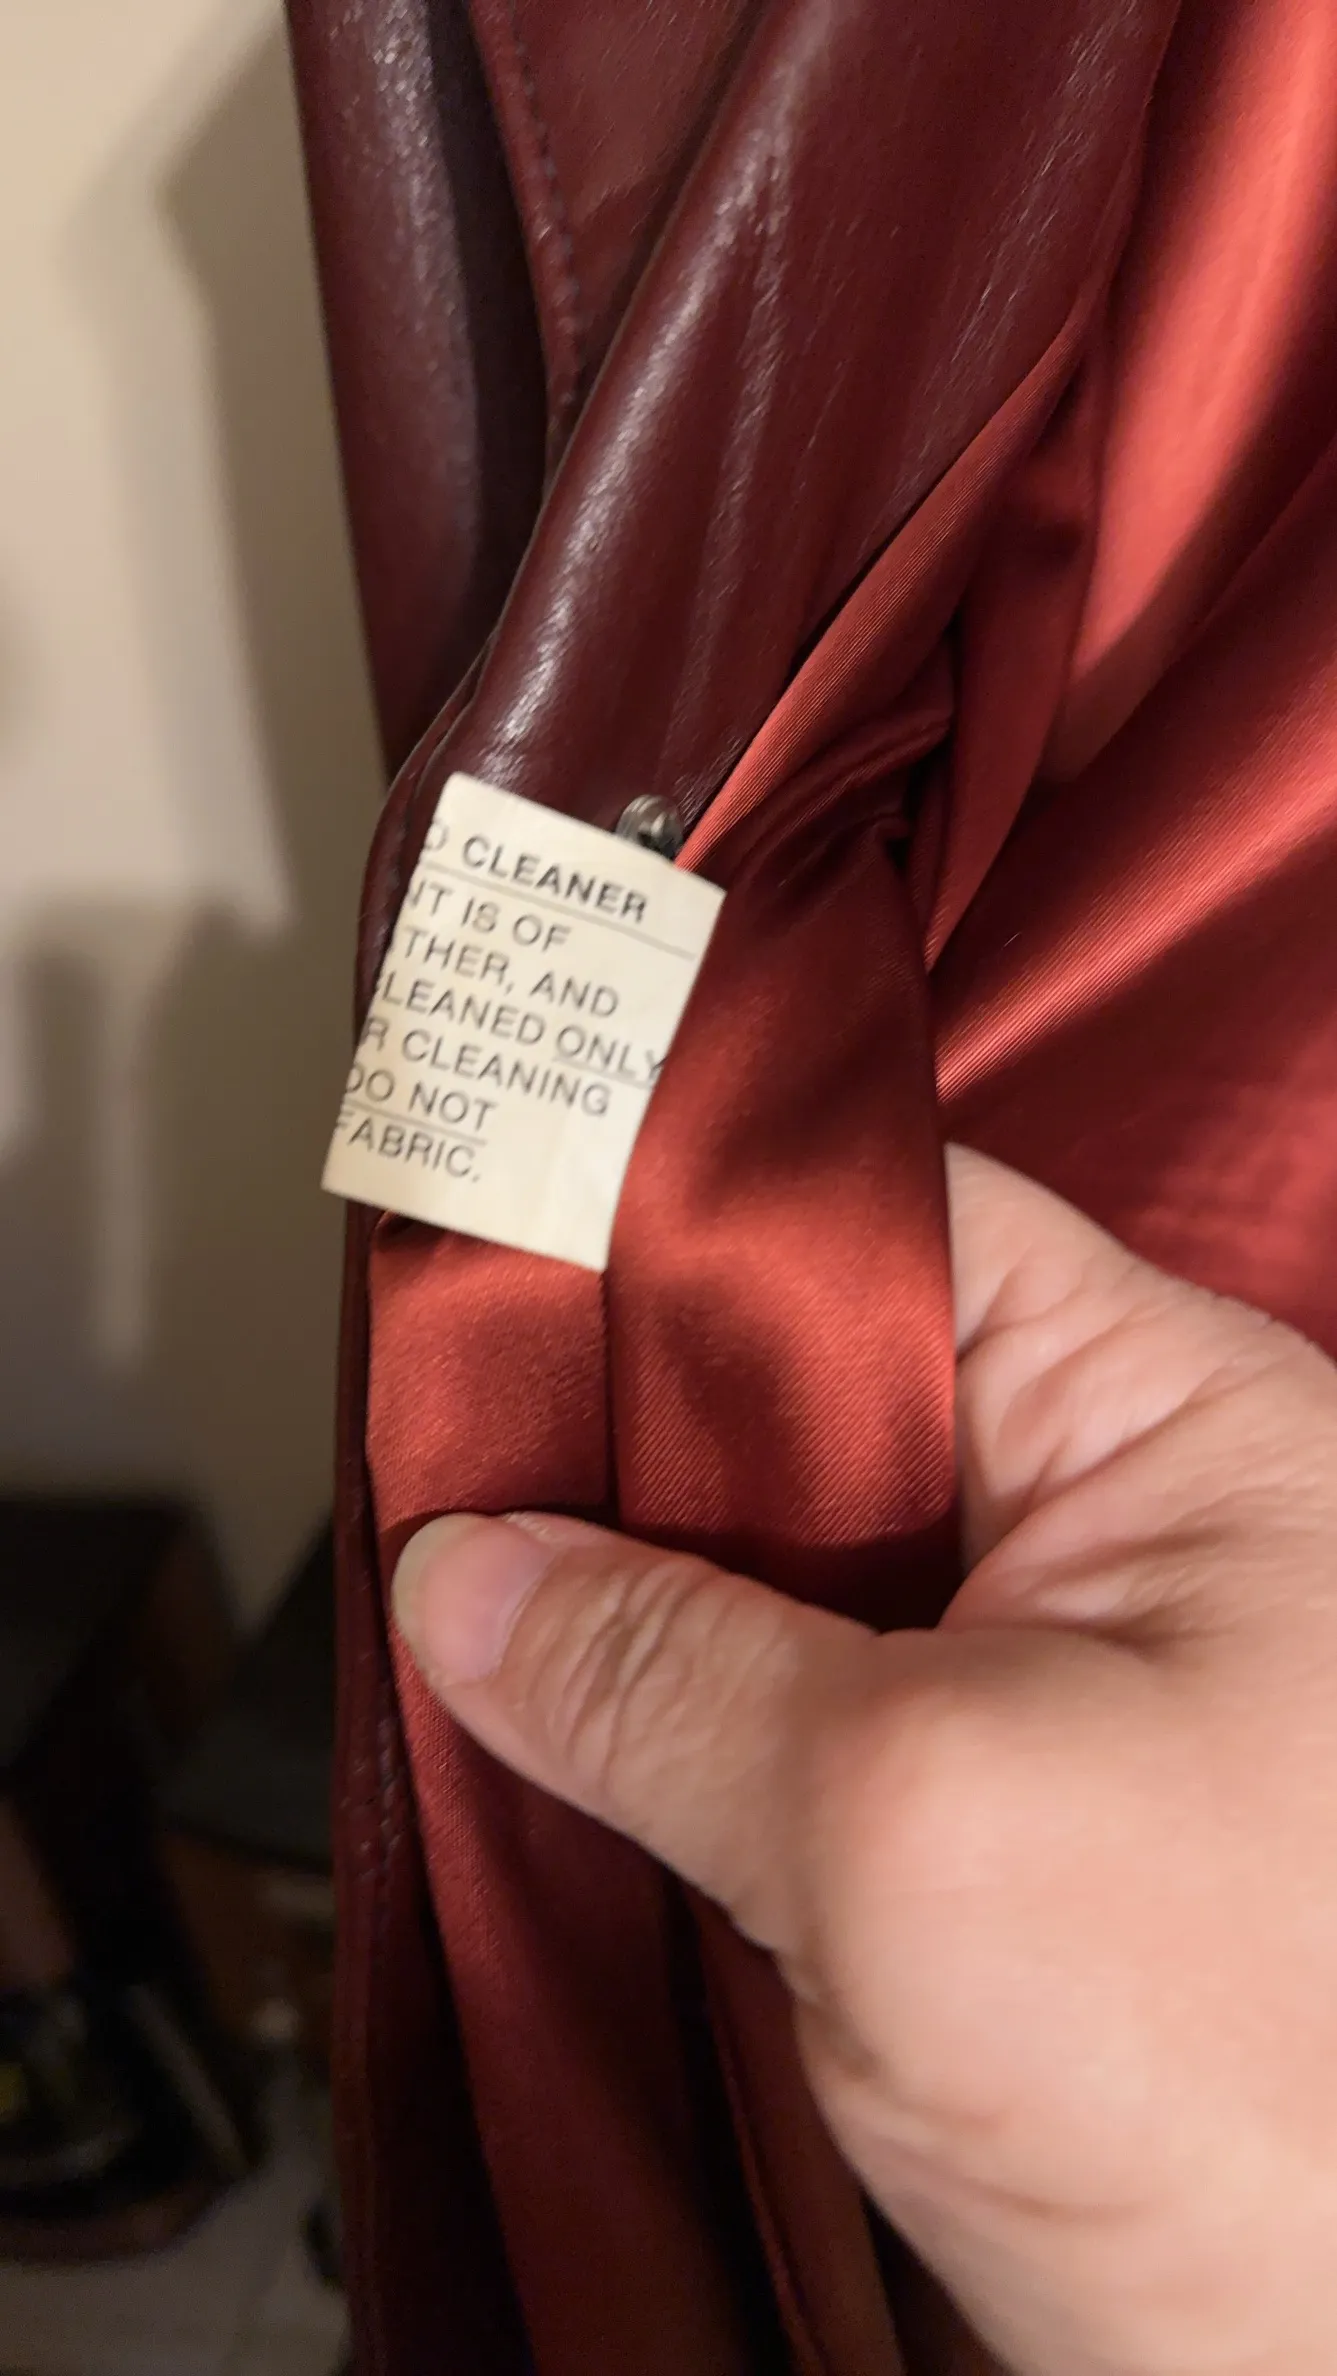 O CLEANER
NT IS OF
THER, AND
LEANED ONLY
R CLEANING
DO NOT
FABRIC.